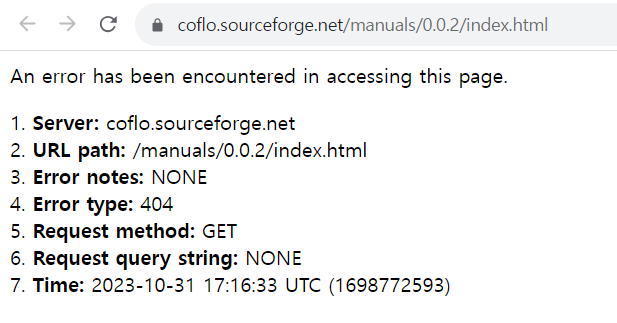 coflo.sourceforge.net/manuals/0.0.2/index.html
An error has been encountered in accessing this page.
1. Server: coflo.sourceforge.net
2. URL path: /manuals/0.0.2/index.html
3. Error notes: NONE
4. Error type: 404
5. Request method: GET
6. Request query string: NONE
7. Time: 2023-10-31 17:16:33 UTC (1698772593)